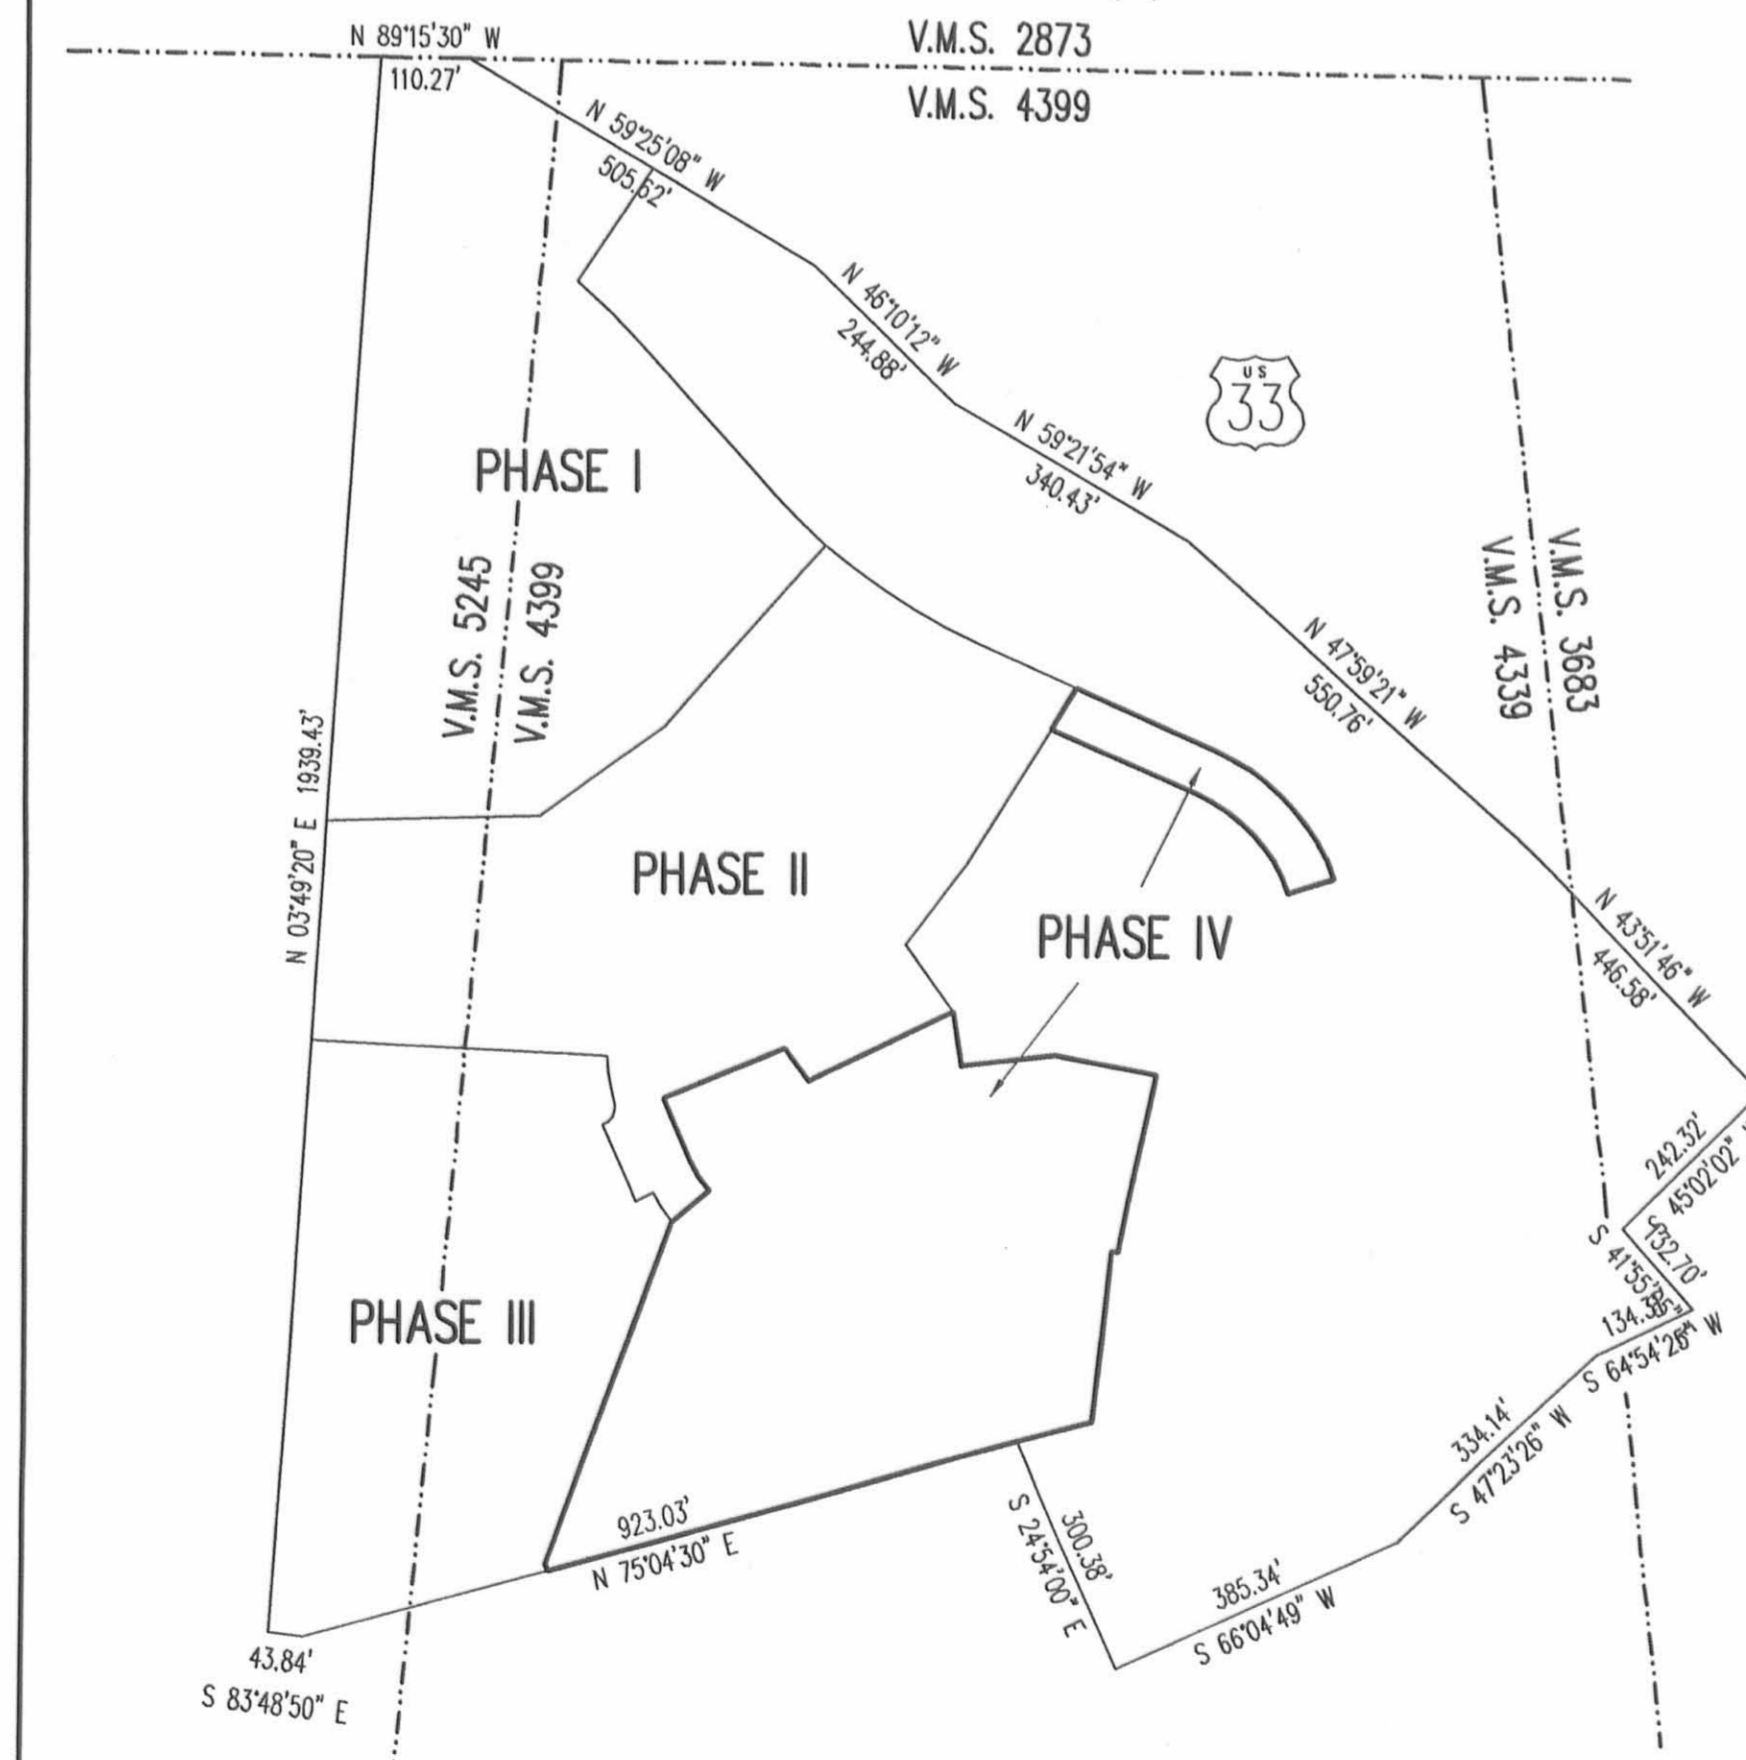 N 89°15'30" W
110.27'
V.M.S. 2873
V.M.S. 4399
N 59°25'08" W
505.62'
N 46°10'12" W
244.88'
US
33
N 59°21'54" W
340.43'
PHASE I
V.M.S. 5245
V.M.S. 4399
V.M.S. 4339
V.M.S. 3683
N 47°59'21" W
550.76'
N 03°49'20" E 1939.43'
PHASE II
PHASE IV
N 43°51'46" W
446.58'
242.32'
45°02'02"
132.70'
S 41°55'
134.
S 64°54'26" W
PHASE III
334.14'
S 47°23'26" W
923.03'
N 75°04'30" E
300.38'
S 24°54'00" E
385.34'
S 66°04'49" W
43.84'
S 83°48'50" E